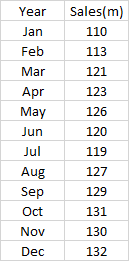 Year Sales(m)
Jan 110
Feb 113
Mar 121
Apr 123
May 126
Jun 120
Jul 119
Aug 127
Sep 129
Oct 131
Nov 130
Dec 132